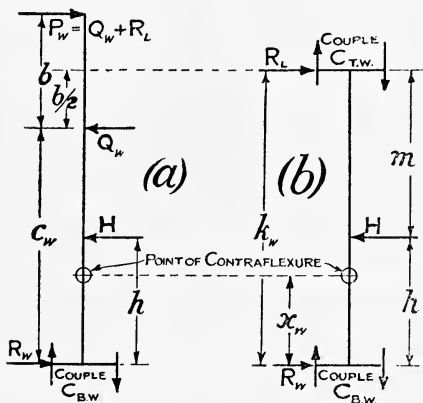 P_W = Q_W + R_L
b
b/2
Q_W
c_w
(a)
H
h
R_W
COUPLE
C_B.W
POINT OF CONTRAFLEXURE
COUPLE
C_T.W.
R_L
(b)
k_w
m
H
x_w
h
R_W
COUPLE
C_B.W